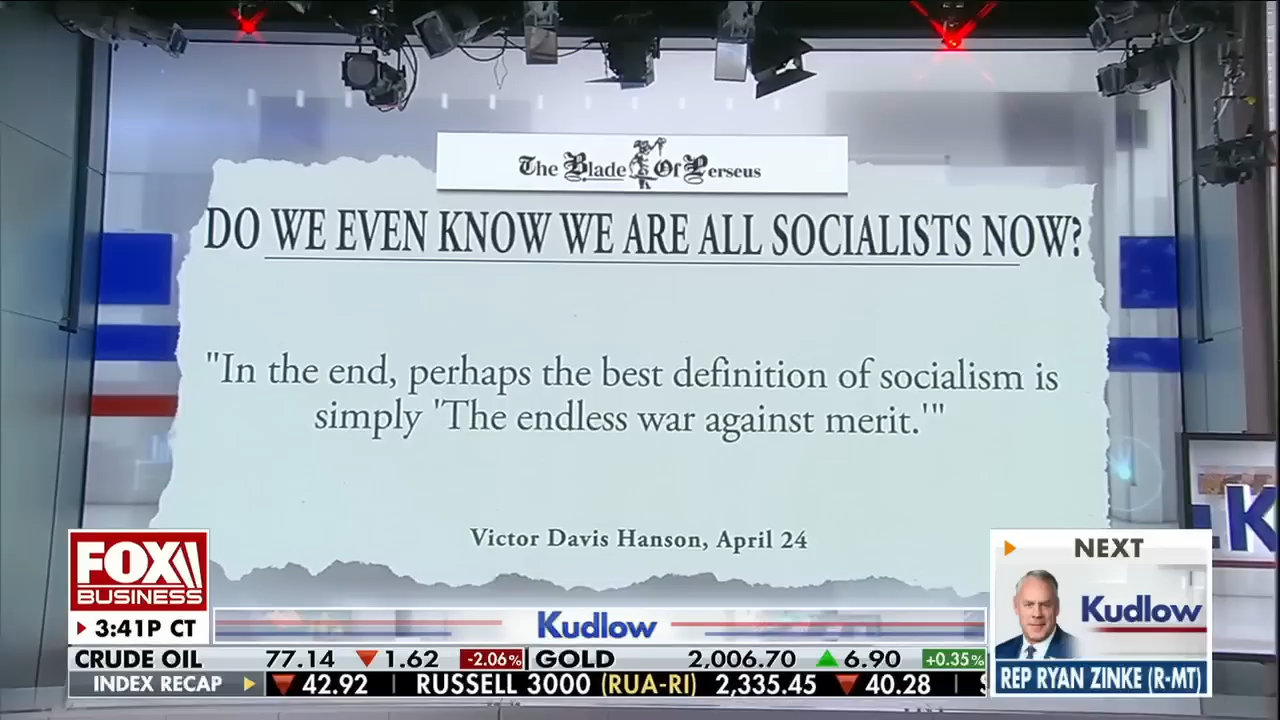 The Blade Of Perseus
DO WE EVEN KNOW WE ARE ALL SOCIALISTS NOW?
"In the end, perhaps the best definition of socialism is
simply 'The endless war against merit.'"
Victor Davis Hanson, April 24
FOX
BUSINESS
3:41P CT
Kudlow
NEXT
Kudlow
REP RYAN ZINKE (R-MT)
CRUDE OIL 77.14 1.62 -2.06% GOLD 2,006.70 6.90 +0.35%
INDEX RECAP 42.92 RUSSELL 3000 (RUA-RI) 2,335.45 40.28